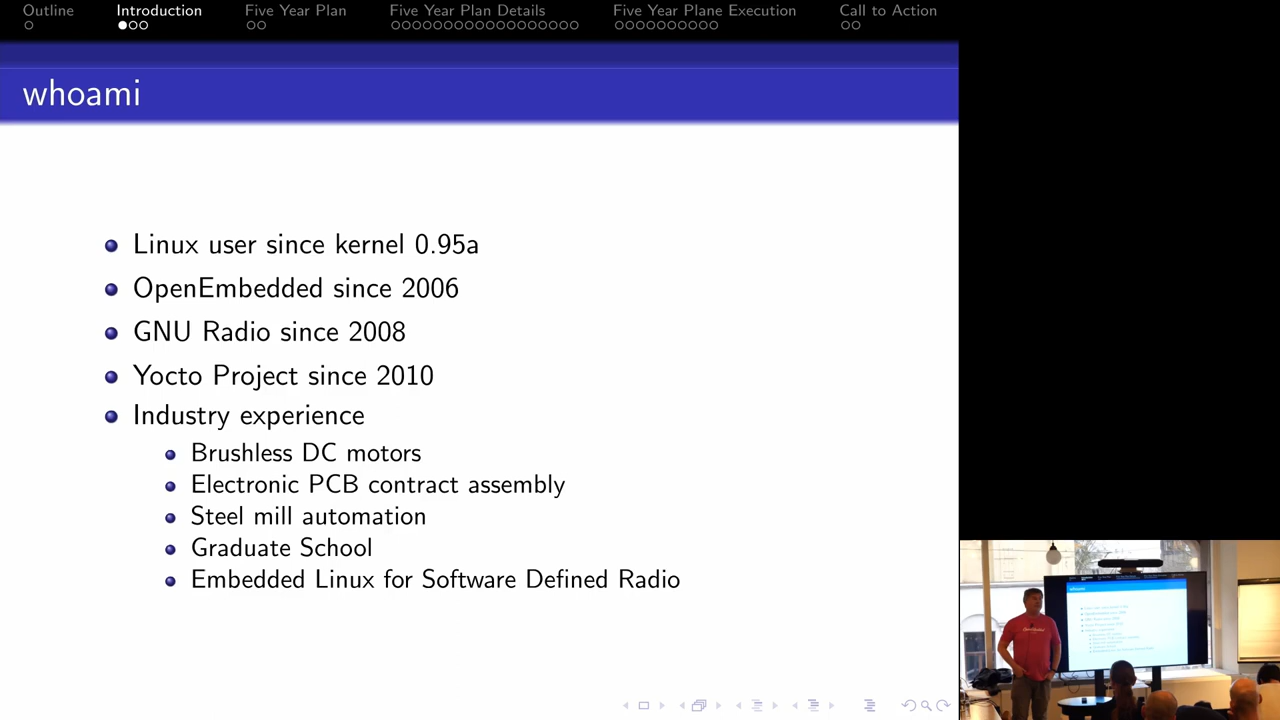 Outline
Introduction
Five Year Plan
Five Year Plan Details
Five Year Plane Execution
Call to Action
whoami
Linux user since kernel 0.95a
OpenEmbedded since 2006
GNU Radio since 2008
Yocto Project since 2010
Industry experience
Brushless DC motors
Electronic PCB contract assembly
Steel mill automation
Graduate School
Embedded Linux for Software Defined Radio
whoami